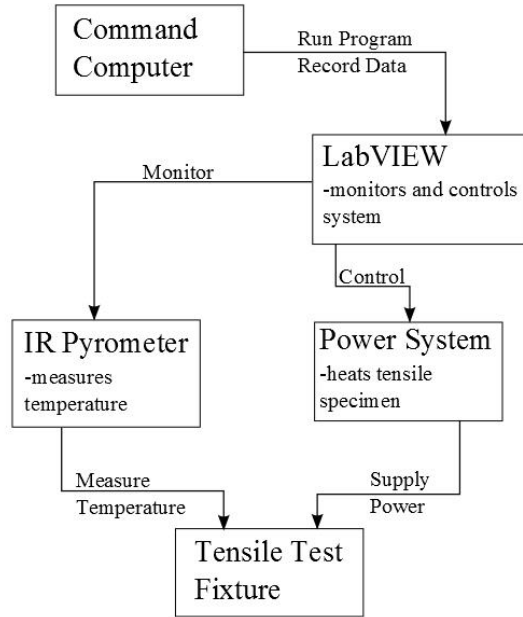 Command
Computer
Run Program
Record Data
LabVIEW
-monitors and controls
system
Monitor
Control
IR Pyrometer
-measures
temperature
Power System
-heats tensile
specimen
Measure
Temperature
Supply
Power
Tensile Test
Fixture